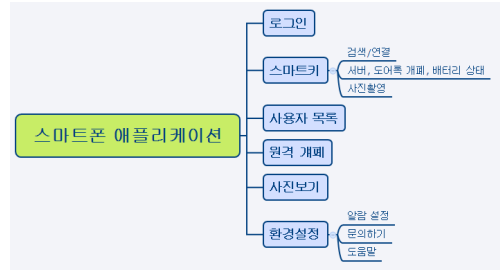 로그인
스마트키
검색/연결
서버, 도어록 개폐, 배터리 상태
사진촬영
스마트폰 애플리케이션
사용자 목록
원격 개폐
사진보기
환경설정
알람 설정
문의하기
도움말